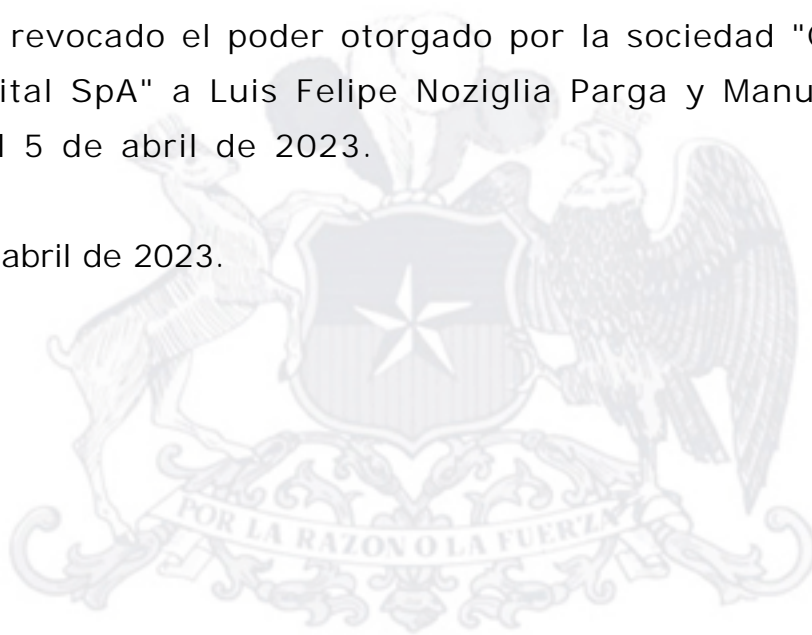 revocado el poder otorgado por la sociedad "
ital SpA" a Luis Felipe Noziglia Parga y Manu
l 5 de abril de 2023.
abril de 2023.
POR LA RAZON O LA FUERZA